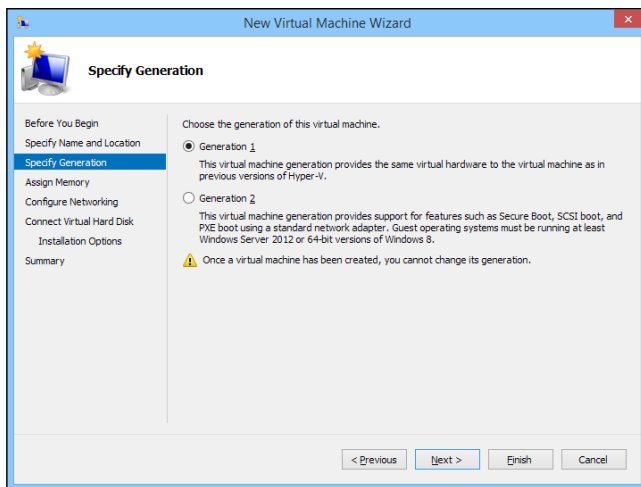 New Virtual Machine Wizard
Specify Generation
Before You Begin
Specify Name and Location
Specify Generation
Assign Memory
Configure Networking
Connect Virtual Hard Disk
Installation Options
Summary
Choose the generation of this virtual machine.
Generation 1
This virtual machine generation provides the same virtual hardware to the virtual machine as in
previous versions of Hyper-V.
Generation 2
This virtual machine generation provides support for features such as Secure Boot, SCSI boot, and
PXE boot using a standard network adapter. Guest operating systems must be running at least
Windows Server 2012 or 64-bit versions of Windows 8.
Once a virtual machine has been created, you cannot change its generation.
< Previous
Next >
Finish
Cancel